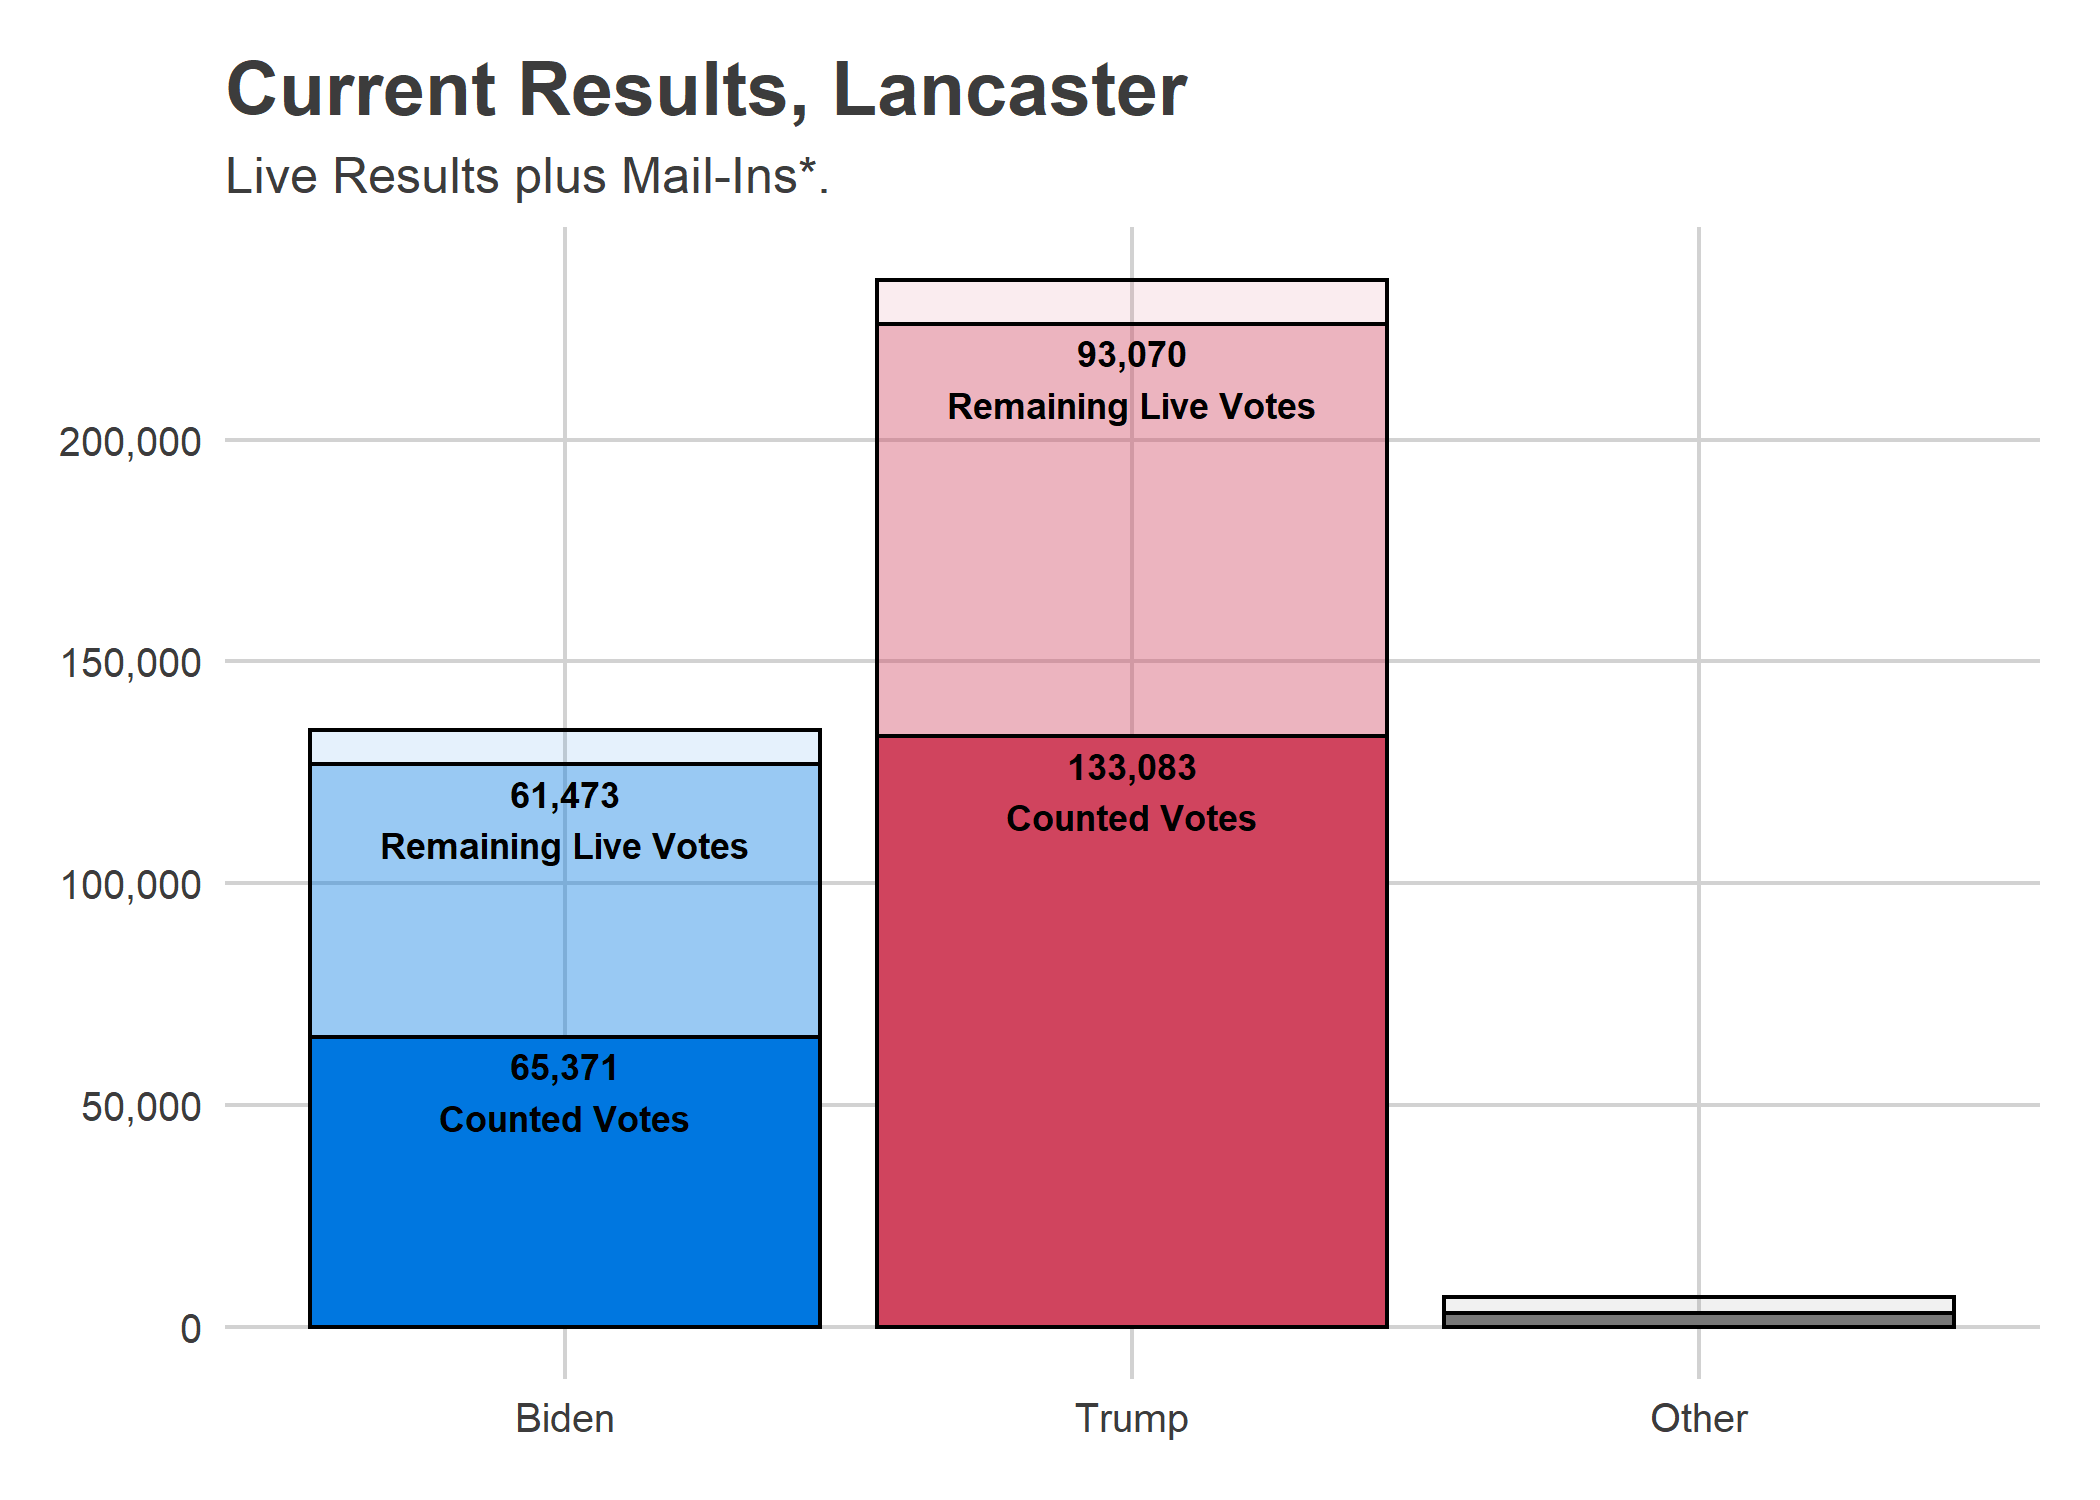 Current Results, Lancaster
Live Results plus Mail-Ins*.
93,070
Remaining Live Votes
200,000
150,000
133,083
Counted Votes
61,473
Remaining Live Votes
100,000
65,371
Counted Votes
50,000
0
Biden
Trump
Other